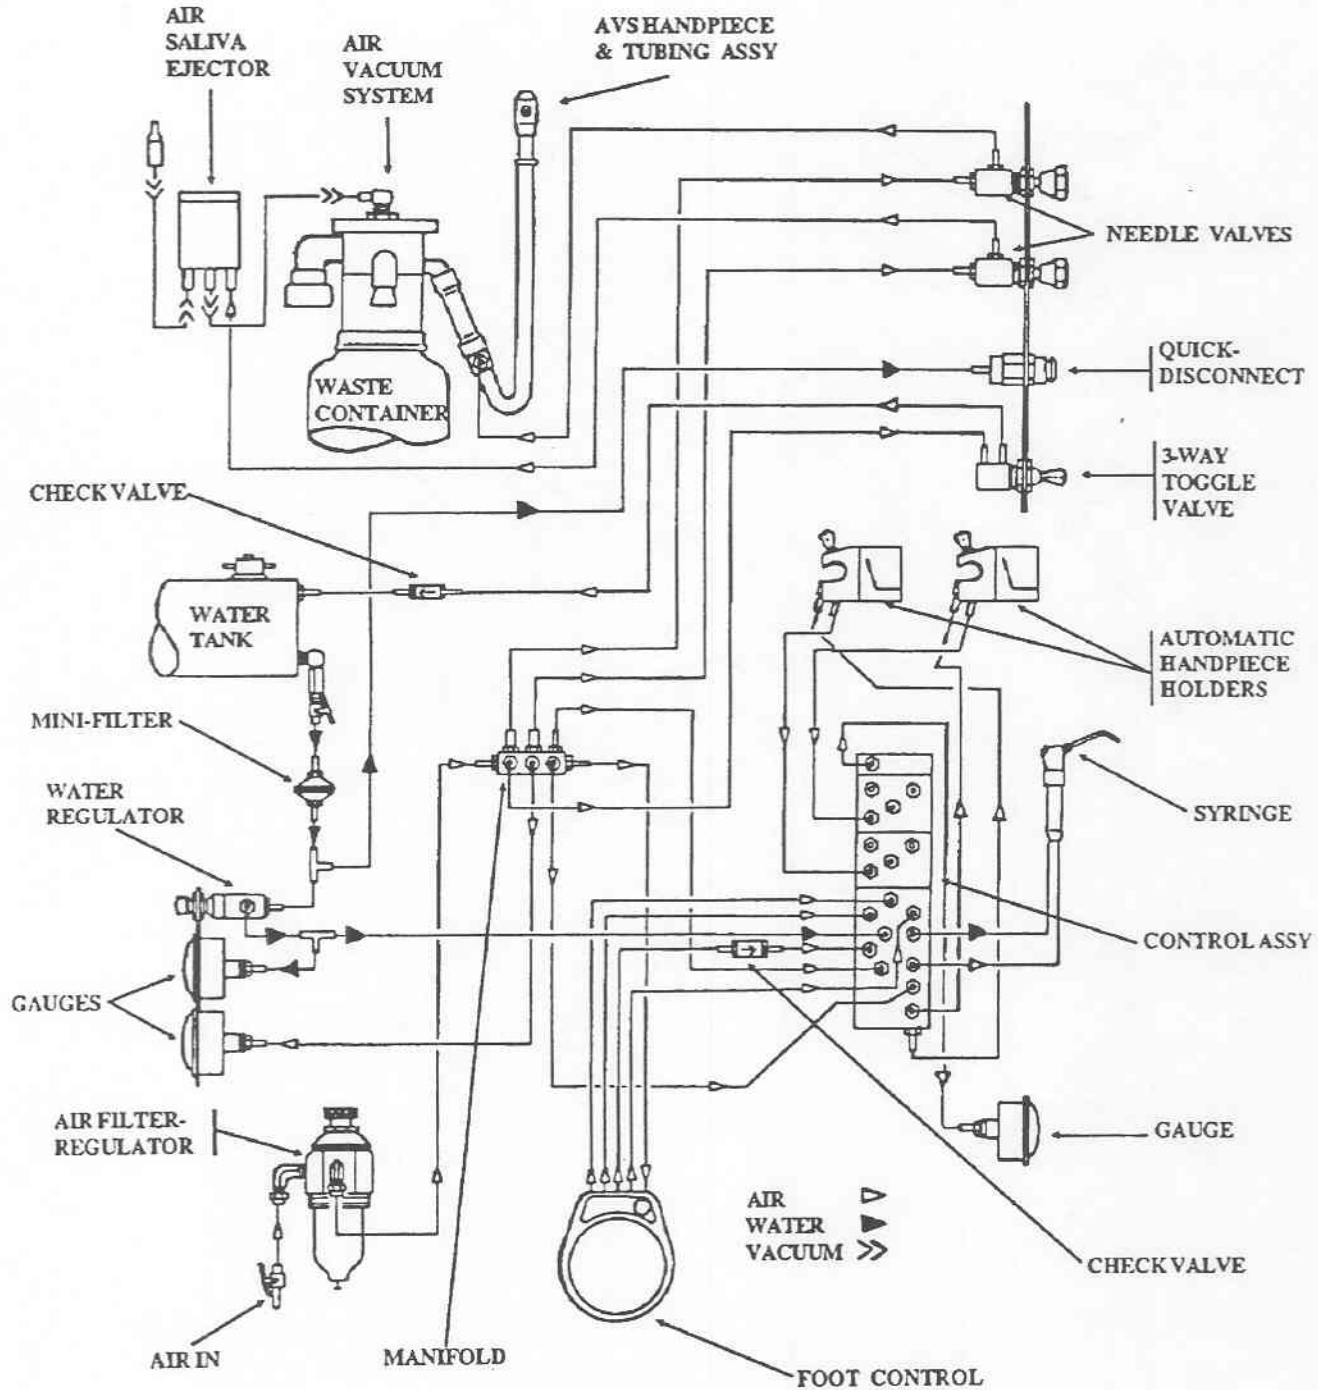 AIR
SALIVA
EJECTOR
AIR
VACUUM
SYSTEM
AVS HANDPIECE
& TUBING ASSY
NEEDLE VALVES
QUICK-
DISCONNECT
WASTE
CONTAINER
3-WAY
TOGGLE
VALVE
CHECK VALVE
WATER
TANK
AUTOMATIC
HANDPIECE
HOLDERS
MINI-FILTER
WATER
REGULATOR
SYRINGE
CONTROL ASSY
GAUGES
AIR FILTER-
REGULATOR
GAUGE
AIR
WATER
VACUUM
CHECK VALVE
AIR IN
MANIFOLD
FOOT CONTROL